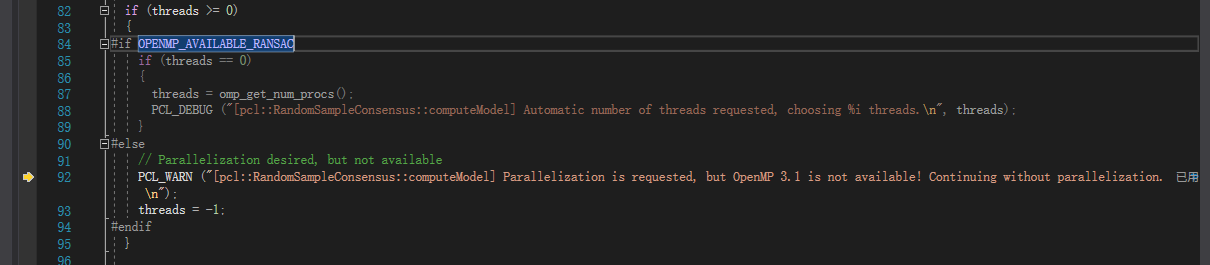 82 if (threads >= 0)
83 {
84 #if OPENMP_AVAILABLE_RANSAC
85 if (threads == 0)
86 {
87 threads = omp_get_num_procs();
88 PCL_DEBUG ("[pcl::RandomSampleConsensus::computeModel] Automatic number of threads requested, choosing %i threads.\n", threads);
89 }
90 #else
91 // Parallelization desired, but not available
92 PCL_WARN ("[pcl::RandomSampleConsensus::computeModel] Parallelization is requested, but OpenMP 3.1 is not available! Continuing without parallelization. 已用
\n");
93 threads = -1;
94 #endif
95 }
96